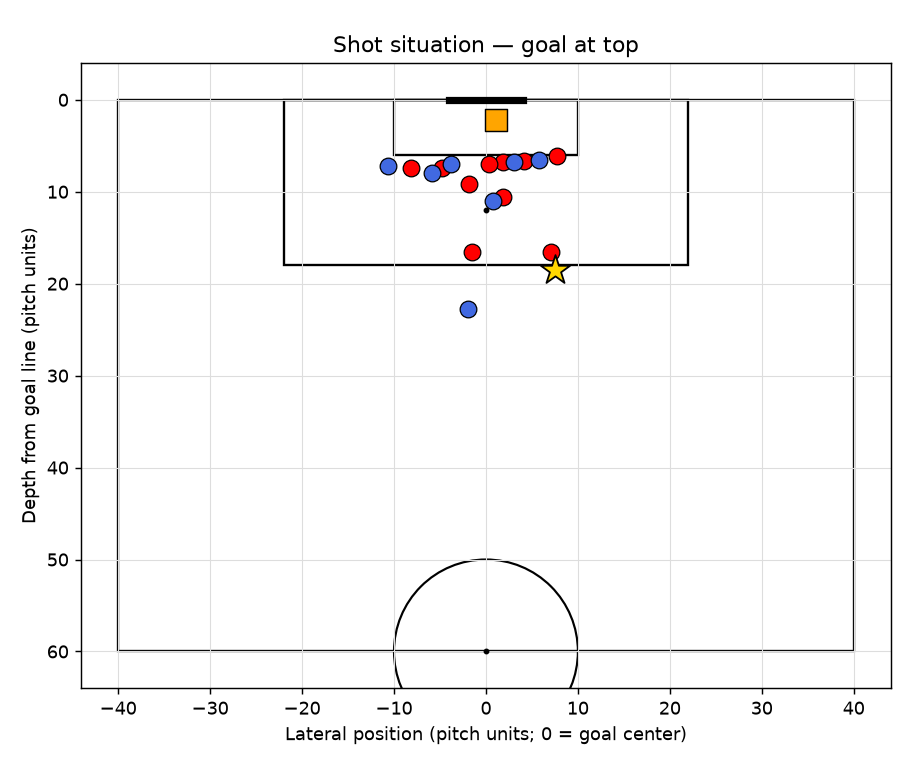 Shot situation — goal at top
0
10
20
30
40
50
60
Depth from goal line (pitch units)
−40 −30 −20 −10 0 10 20 30 40
Lateral position (pitch units; 0 = goal center)